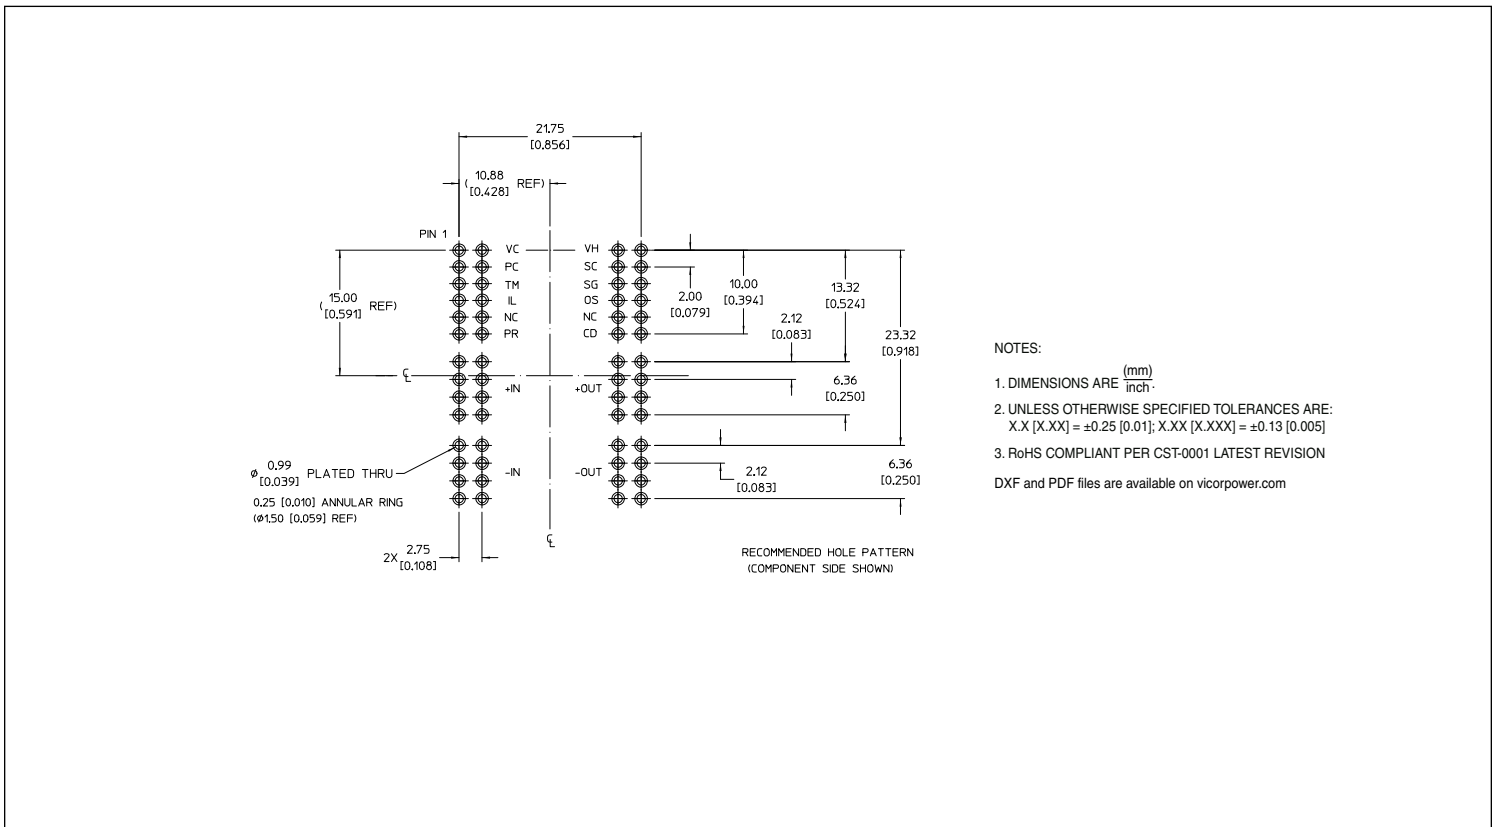 21.75
[0.856]
( 10.88 REF)
[0.428]
PIN 1
VC VH
PC SC
TM SG
IL OS
NC NC
PR CD
( 15.00 REF)
[0.591]
2.00
[0.079]
10.00
[0.394]
13.32
[0.524]
2.12
[0.083]
23.32
[0.918]
℄
+IN +OUT
6.36
[0.250]
-IN -OUT
2.12
[0.083]
6.36
[0.250]
ø 0.99 PLATED THRU
[0.039]
0.25 [0.010] ANNULAR RING
(ø1.50 [0.059] REF)
℄
2X 2.75
[0.108]
RECOMMENDED HOLE PATTERN
(COMPONENT SIDE SHOWN)
NOTES:
1. DIMENSIONS ARE (mm)
inch.
2. UNLESS OTHERWISE SPECIFIED TOLERANCES ARE:
X.X [X.XX] = ±0.25 [0.01]; X.XX [X.XXX] = ±0.13 [0.005]
3. RoHS COMPLIANT PER CST-0001 LATEST REVISION
DXF and PDF files are available on vicorpower.com